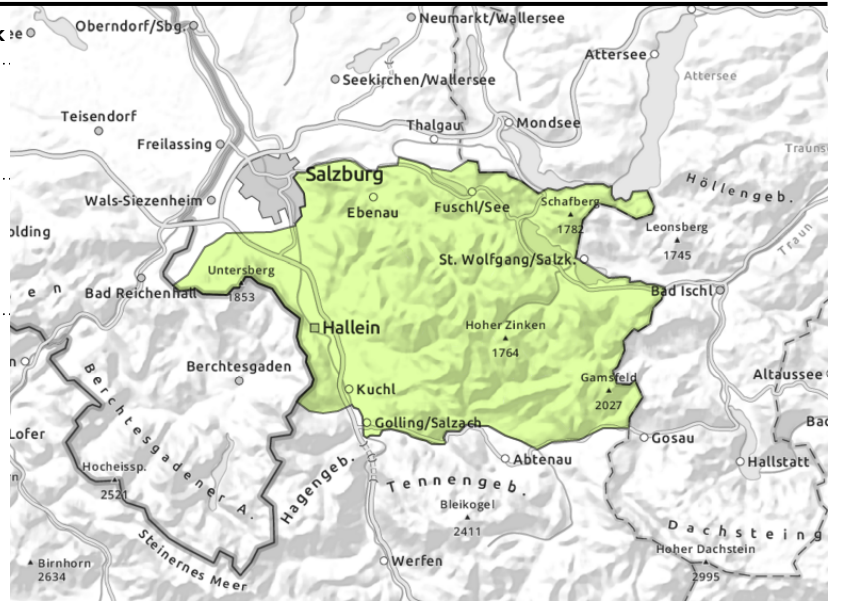 Neumarkt/Wallersee
Oberndorf/Sbg.
Attersee
Attersee
Seekirchen/Wallersee
Teisendorf
Thalgau
Mondsee
Freilassing
Salzburg
Höllengeb.
Wals-Siezenheim
Ebenau
Fuschl/See
Schafberg
1782
Leonsberg
1745
Traun
olding
St. Wolfgang/Salzk.
Untersberg
1853
Bad Reichenhall
Bad Ischl
Hallein
Hoher Zinken
1764
Berchtesgaden
Gamsfeld
2027
Altaussee
Kuchl
Golling/Salzach
Lofer
Gosau
Berchtesgadener A.
Hocheissp.
2521
Hagengeb.
Abtenau
Hallstatt
Tennengeb.
Bleikogel
2411
Dachsteing
Steinernes Meer
Hoher Dachstein
2995
Birnhorn
2634
Werfen